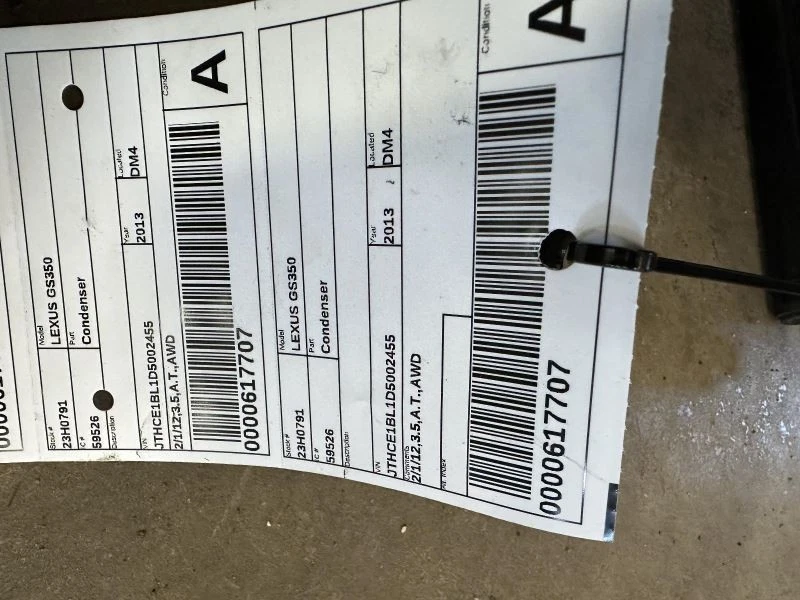 Stock #
23H0791
Model
LEXUS GS350
IC #
59526
Part
Condenser
Description
Year
2013
Located
DM4
VIN
JTHCE1BL1D5002455
2/1/12,3.5,A.T.,AWD
Condition
A
0000617707
Stock #
23H0791
Model
LEXUS GS350
IC #
59526
Part
Condenser
Description
Year
2013
Located
DM4
VIN
JTHCE1BL1D5002455
Comments
2/1/12,3.5,A.T.,AWD
Alt. Index
Condition
A
0000617707